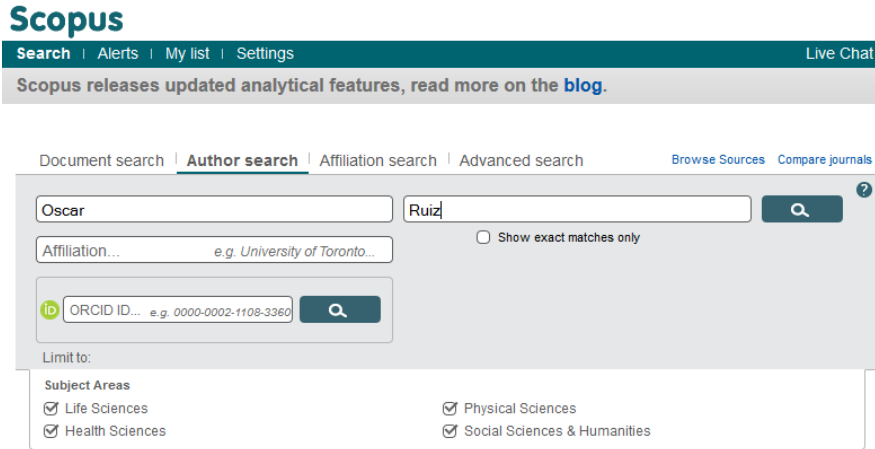 Scopus
Search | Alerts | My list | Settings Live Chat
Scopus releases updated analytical features, read more on the blog.
Document search | Author search | Affiliation search | Advanced search Browse Sources Compare journals
?
Oscar Ruiz
Affiliation... e.g. University of Toronto... Show exact matches only
iD ORCID ID... e.g. 0000-0002-1108-3360
Limit to:
Subject Areas
Life Sciences Physical Sciences
Health Sciences Social Sciences & Humanities